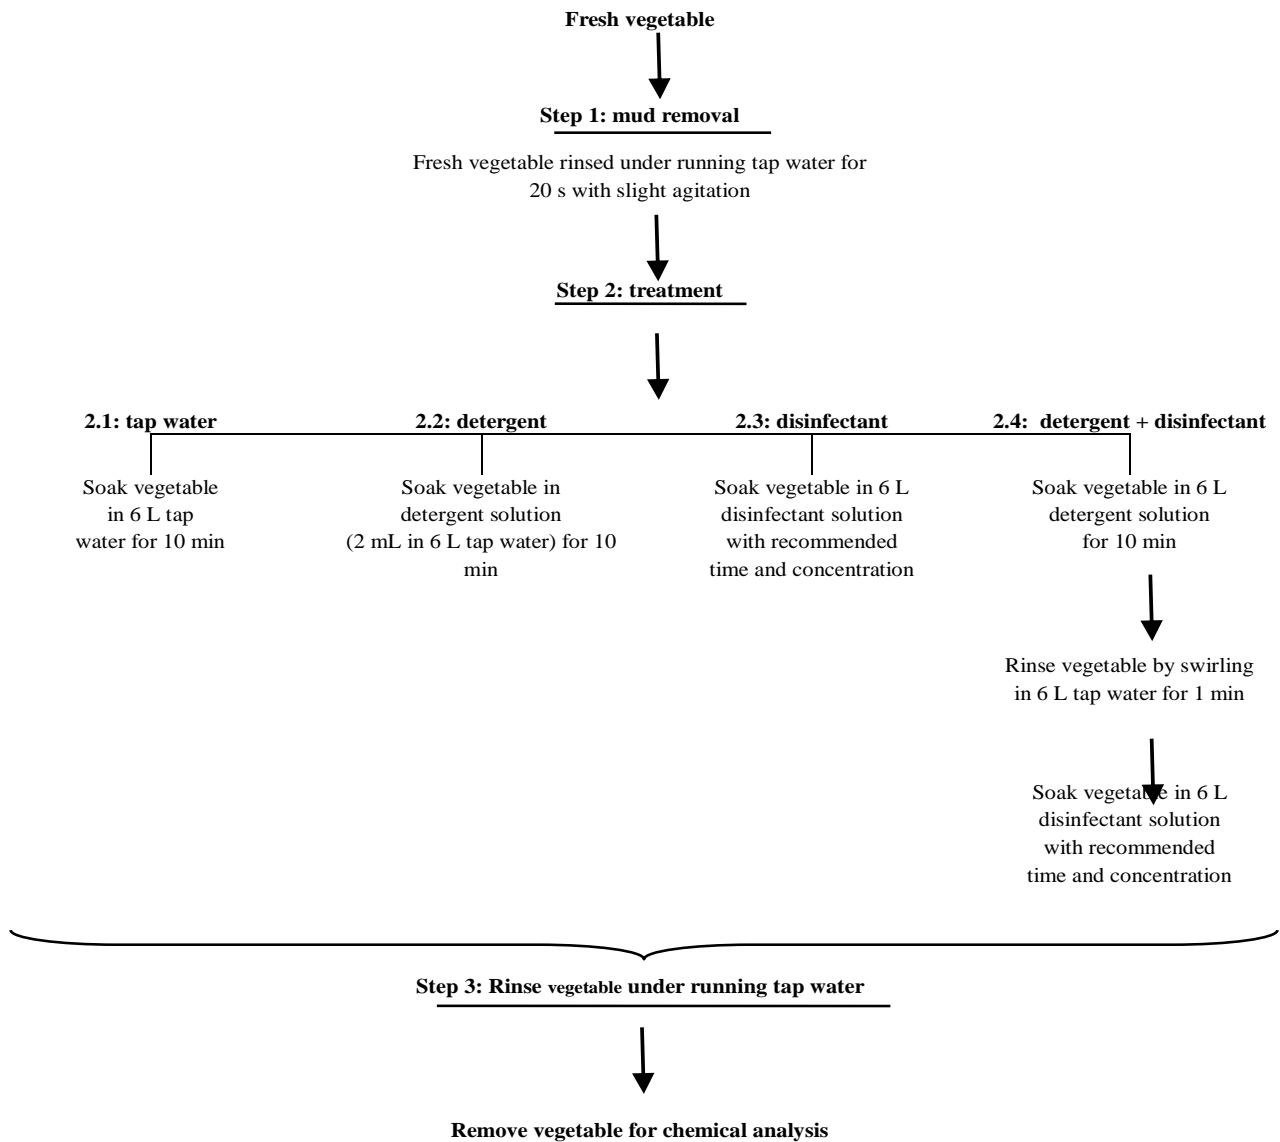 Fresh vegetable
Step 1: mud removal
Fresh vegetable rinsed under running tap water for
20 s with slight agitation
Step 2: treatment
2.1: tap water
Soak vegetable
in 6 L tap
water for 10 min
2.2: detergent
Soak vegetable in
detergent solution
(2 mL in 6 L tap water) for 10
min
2.3: disinfectant
Soak vegetable in 6 L
disinfectant solution
with recommended
time and concentration
2.4: detergent + disinfectant
Soak vegetable in 6 L
detergent solution
for 10 min
Rinse vegetable by swirling
in 6 L tap water for 1 min
Soak vegetable in 6 L
disinfectant solution
with recommended
time and concentration
Step 3: Rinse vegetable under running tap water
Remove vegetable for chemical analysis